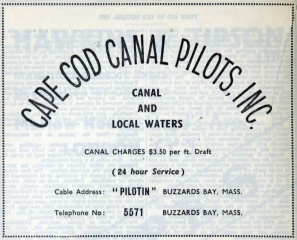 CAPE COD CANAL PILOTS, INC.
CANAL
AND
LOCAL WATERS
CANAL CHARGES $3.50 per ft. Draft
(24 hour Service)
Cable Address: "PILOTIN" BUZZARDS BAY, MASS.
Telephone No: 5571 BUZZARDS BAY, MASS.